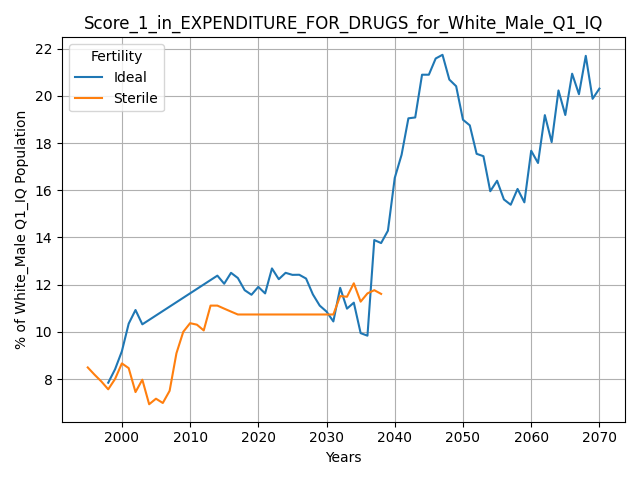 Score_1_in_EXPENDITURE_FOR_DRUGS_for_White_Male_Q1_IQ
Fertility
Ideal
Sterile
% of White_Male Q1_IQ Population
22
20
18
16
14
12
10
8
2000 2010 2020 2030 2040 2050 2060 2070
Years